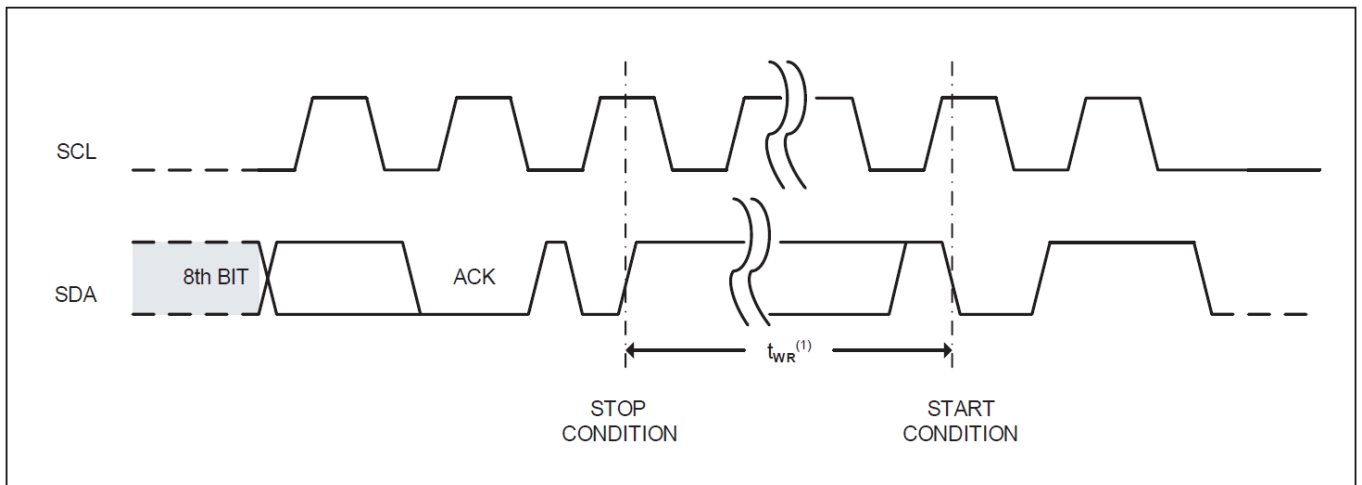 SCL
8th BIT
ACK
SDA
tWR(1)
STOP
CONDITION
START
CONDITION